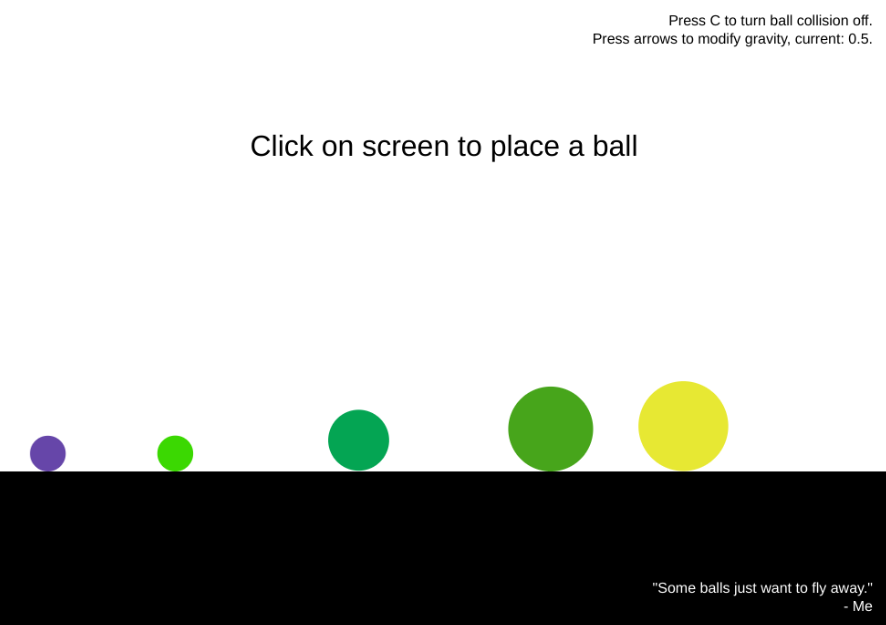 Press C to turn ball collision off.
Press arrows to modify gravity, current: 0.5.
Click on screen to place a ball
"Some balls just want to fly away."
- Me